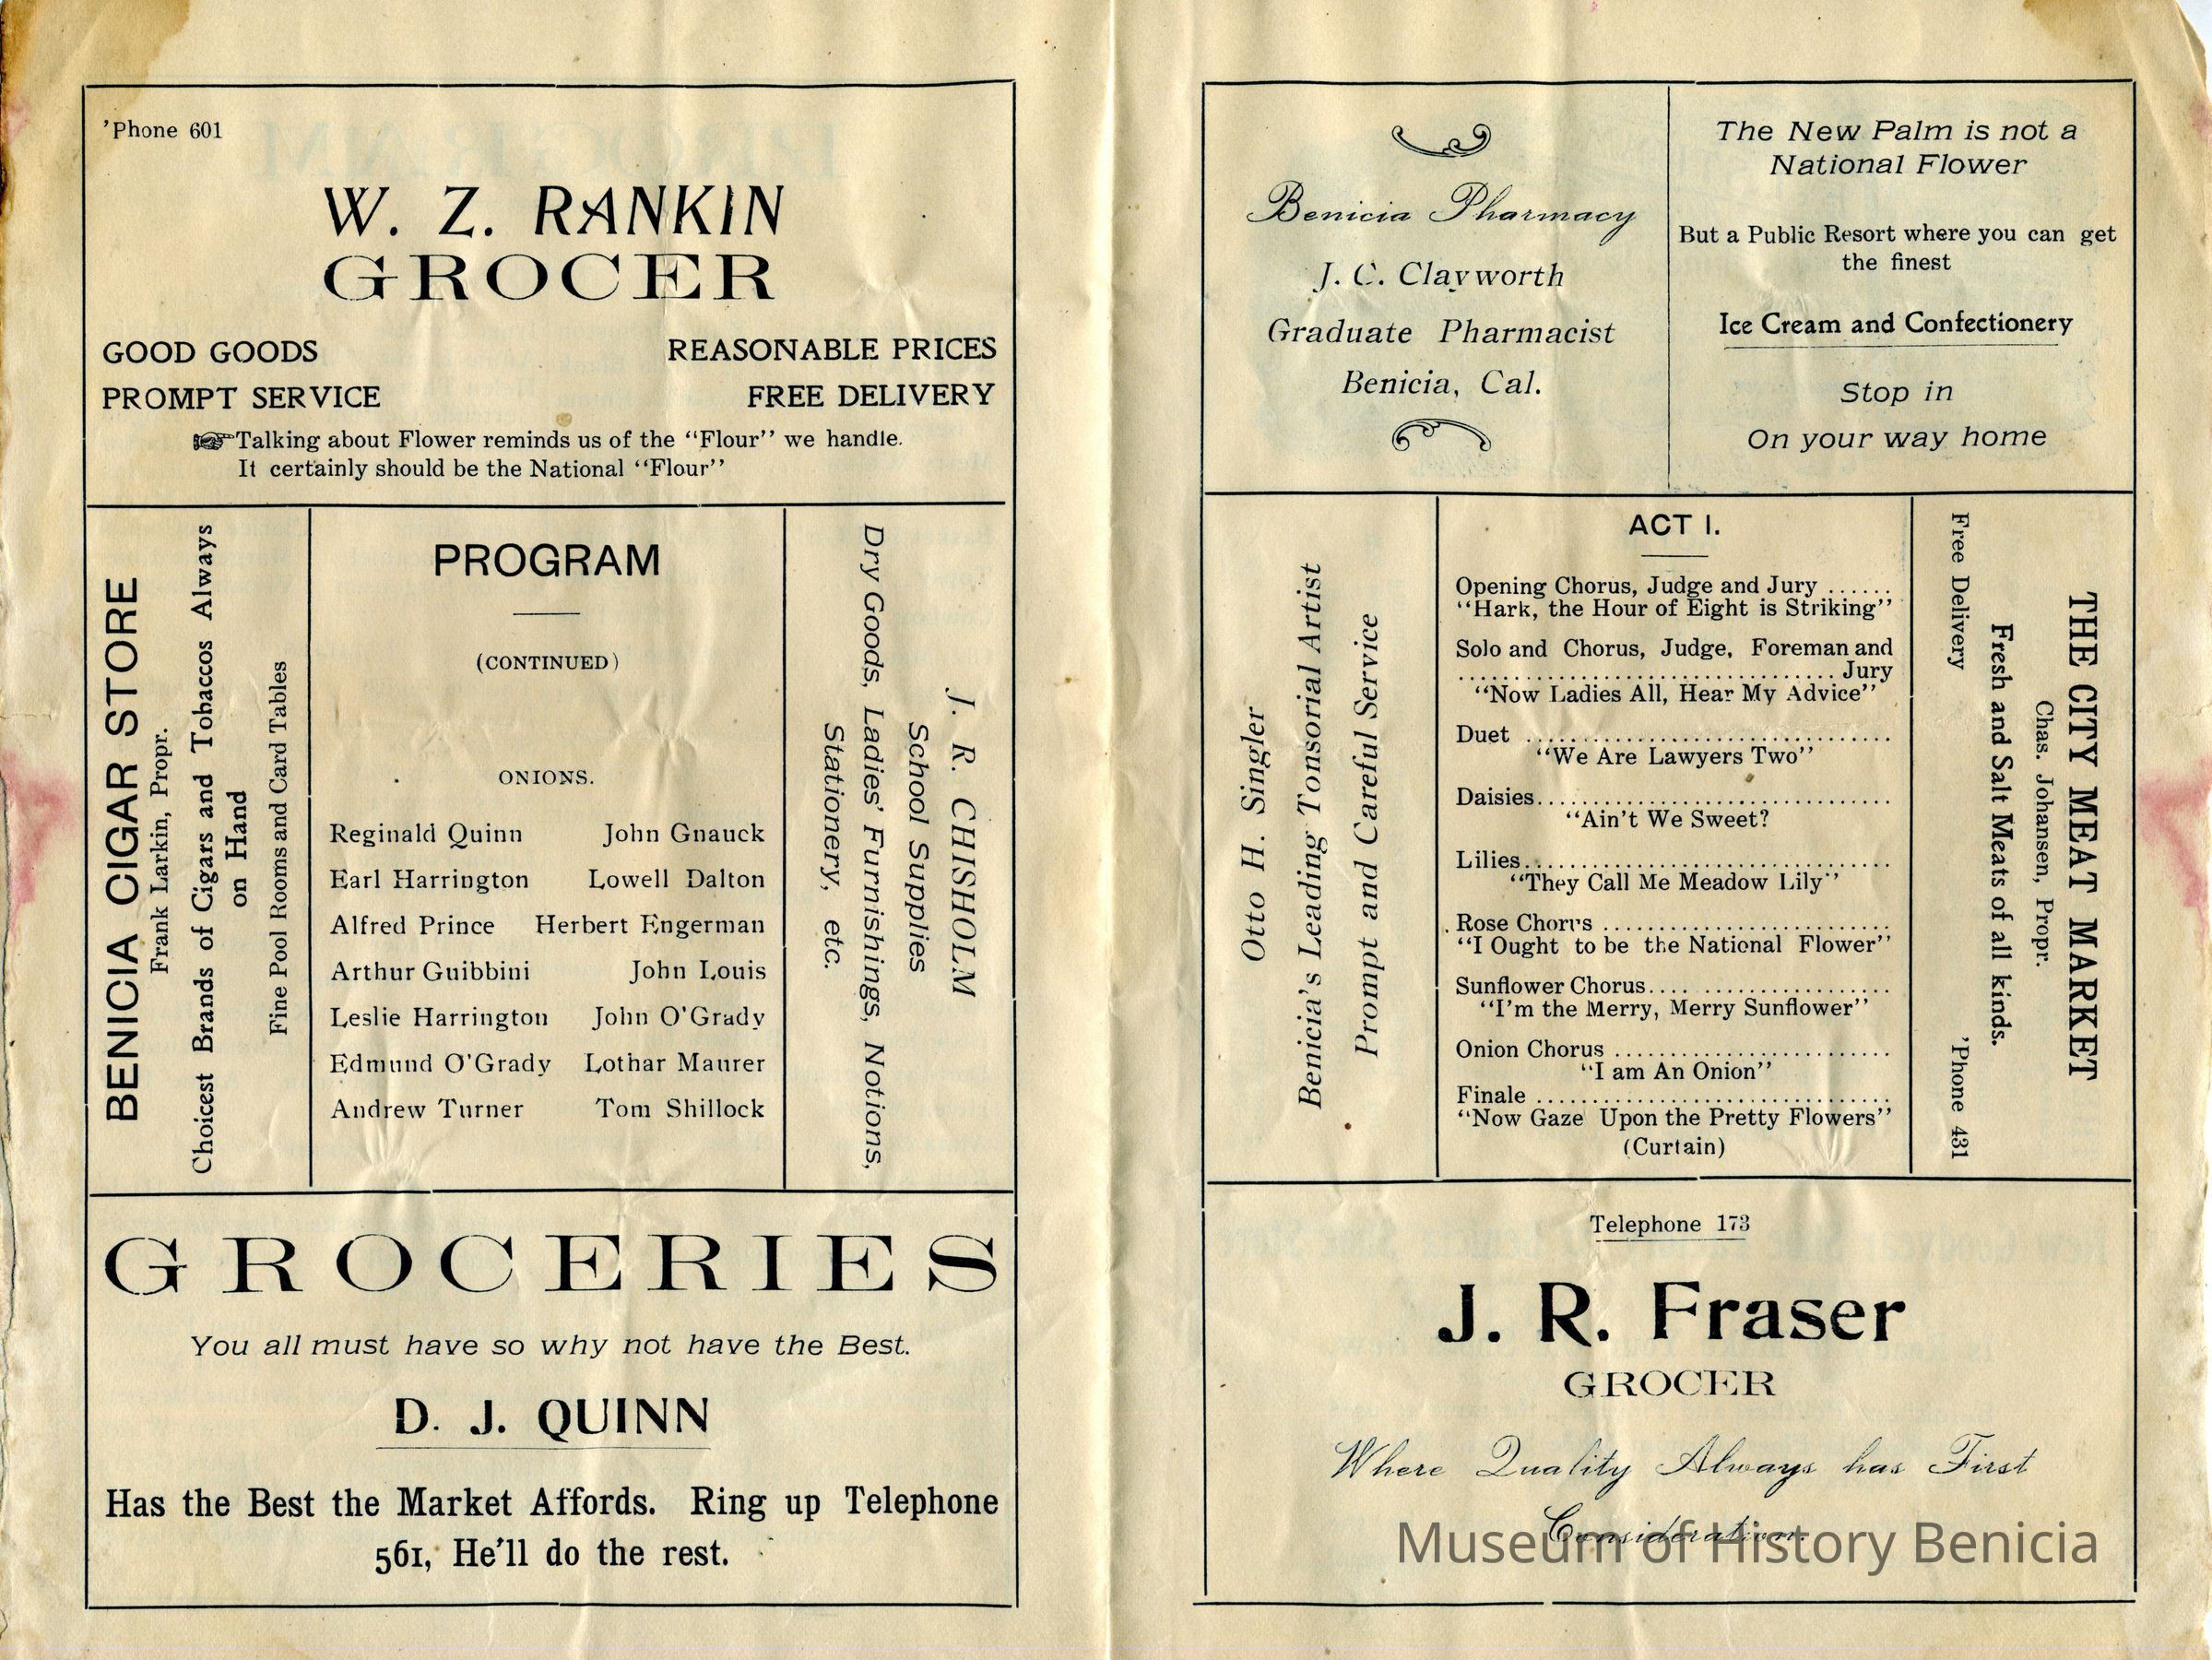 'Phone 601
W. Z. RANKIN
GROCER
GOOD GOODS REASONABLE PRICES
PROMPT SERVICE FREE DELIVERY
Talking about Flower reminds us of the "Flour" we handle.
It certainly should be the National "Flour"
BENICIA CIGAR STORE
Frank Larkin, Propr.
Choicest Brands of Cigars and Tobaccos Always
on Hand
Fine Pool Rooms and Card Tables
PROGRAM
(CONTINUED)
ONIONS.
Reginald Quinn John Gnauck
Earl Harrington Lowell Dalton
Alfred Prince Herbert Engerman
Arthur Guibbini John Louis
Leslie Harrington John O'Grady
Edmund O'Grady Lothar Maurer
Andrew Turner Tom Shillock
J. R. CHISHOLM
School Supplies
Dry Goods, Ladies' Furnishings, Notions,
Stationery, etc.
GROCERIES
You all must have so why not have the Best.
D. J. QUINN
Has the Best the Market Affords. Ring up Telephone
561, He'll do the rest.
Benicia Pharmacy
J. C. Clayworth
Graduate Pharmacist
Benicia, Cal.
The New Palm is not a
National Flower
But a Public Resort where you can get
the finest
Ice Cream and Confectionery
Stop in
On your way home
Otto H. Singler
Benicia's Leading Tonsorial Artist
Prompt and Careful Service
ACT I.
Opening Chorus, Judge and Jury ......
"Hark, the Hour of Eight is Striking"
Solo and Chorus, Judge, Foreman and
.................................... Jury
"Now Ladies All, Hear My Advice"
Duet ..................................
"We Are Lawyers Two"
Daisies.................................
"Ain't We Sweet?
Lilies..................................
"They Call Me Meadow Lily"
Rose Chorrs ...........................
"I Ought to be the National Flower"
Sunflower Chorus.... ..................
"I'm the Merry, Merry Sunflower"
Onion Chorus ..........................
"I am An Onion"
Finale .................................
"Now Gaze Upon the Pretty Flowers"
(Curtain)
THE CITY MEAT MARKET
Chas. Johansen, Propr.
Fresh and Salt Meats of all kinds.
Free Delivery 'Phone 431
Telephone 173
J. R. Fraser
GROCER
Where Quality Always has First
Consideration.
Museum of History Benicia